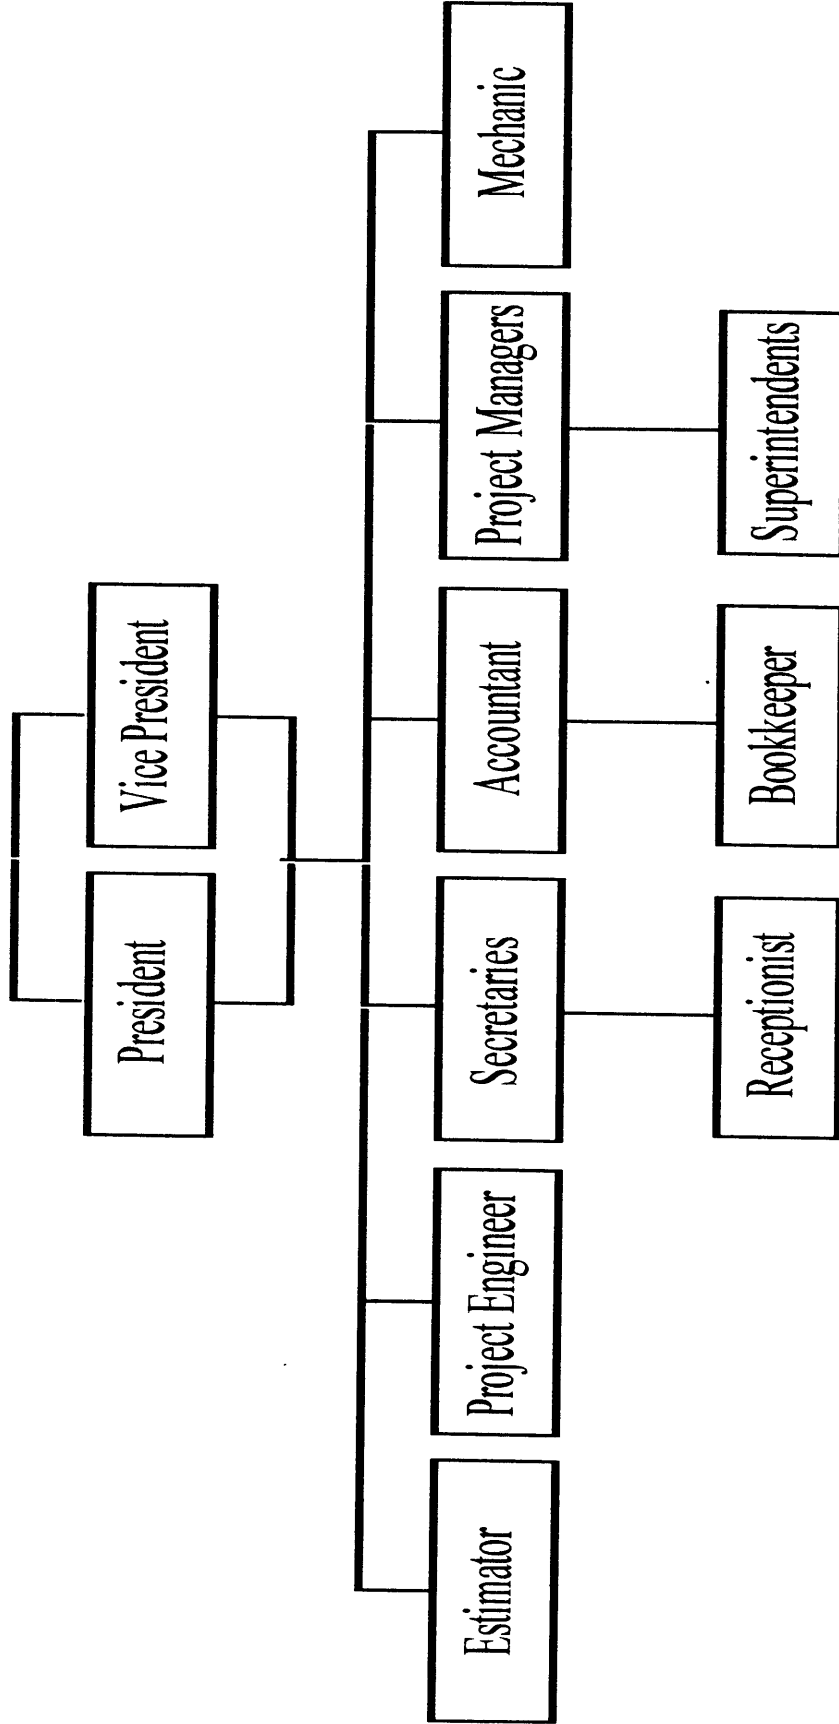 President
Vice President
Estimator
Project Engineer
Secretaries
Accountant
Project Managers
Mechanic
Receptionist
Bookkeeper
Superintendents